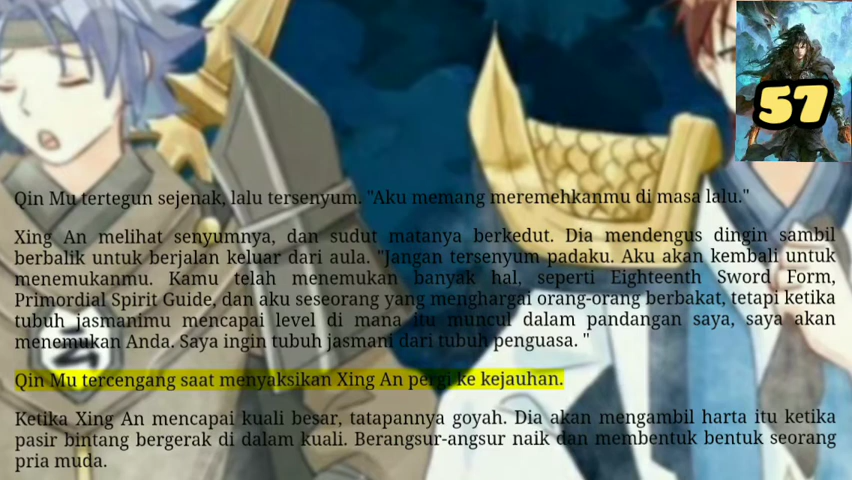 57
Qin Mu tertegun sejenak, lalu tersenyum. "Aku memang meremehkanmu di masa lalu."
Xing An melihat senyumnya, dan sudut matanya berkedut. Dia mendengus dingin sambil
berbalik untuk berjalan keluar dari aula. "Jangan tersenyum padaku. Aku akan kembali untuk
menemukanmu. Kamu telah menemukan banyak hal, seperti Eighteenth Sword Form,
Primordial Spirit Guide, dan aku seseorang yang menghargai orang-orang berbakat, tetapi ketika
tubuh jasmanimu mencapai level di mana itu muncul dalam pandangan saya, saya akan
menemukan Anda. Saya ingin tubuh jasmani dari tubuh penguasa. "
Qin Mu tercengang saat menyaksikan Xing An pergi ke kejauhan.
Ketika Xing An mencapai kuali besar, tatapannya goyah. Dia akan mengambil harta itu ketika
pasir bintang bergerak di dalam kuali. Berangsur-angsur naik dan membentuk bentuk seorang
pria muda.